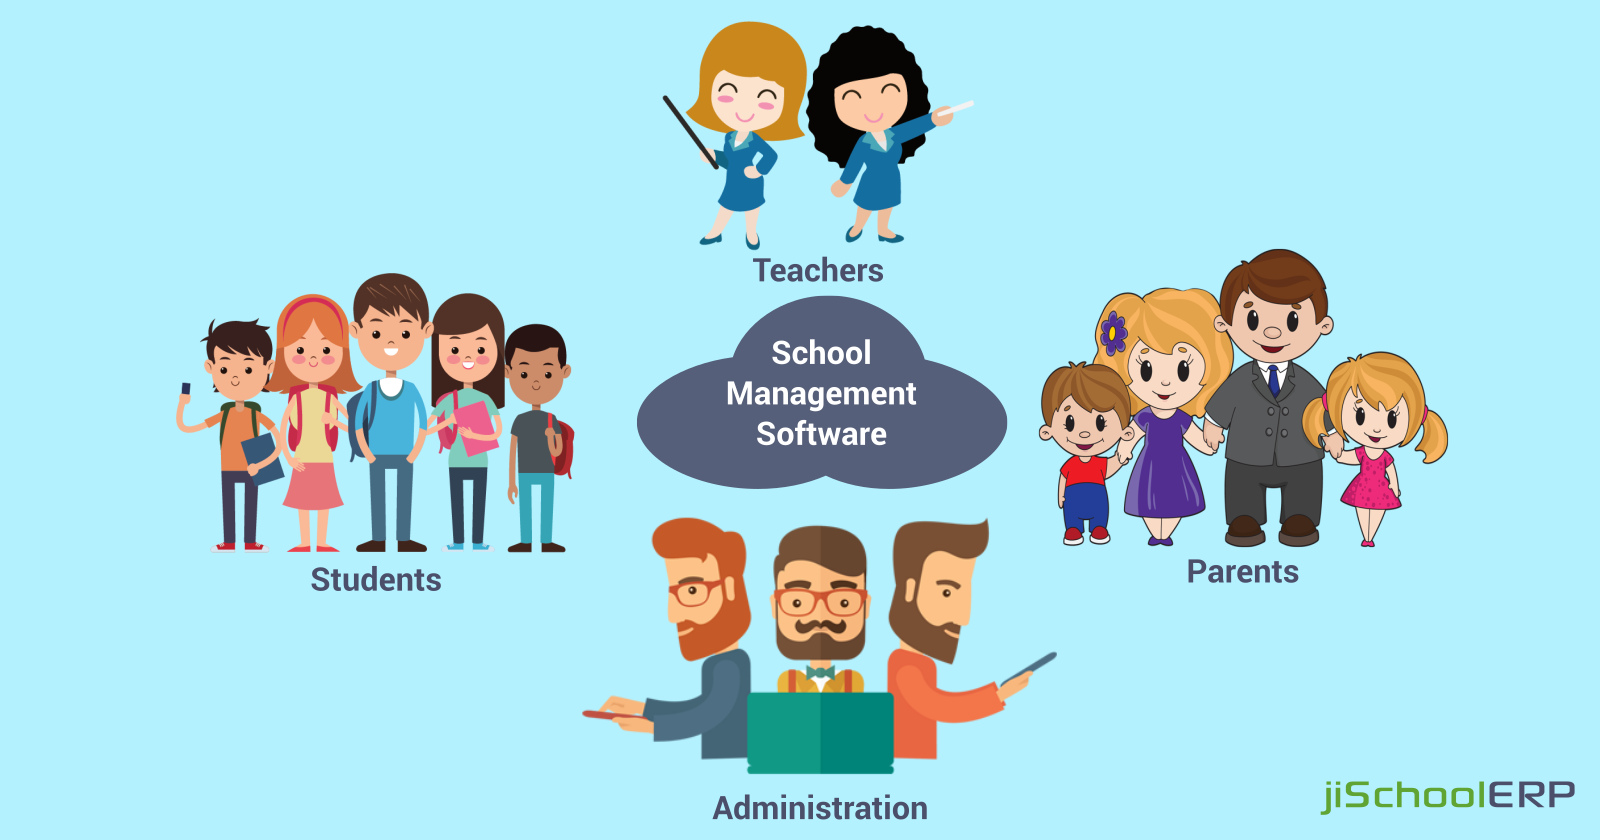 Teachers
School
Management
Software
Students
Parents
Administration
jiSchoolERP